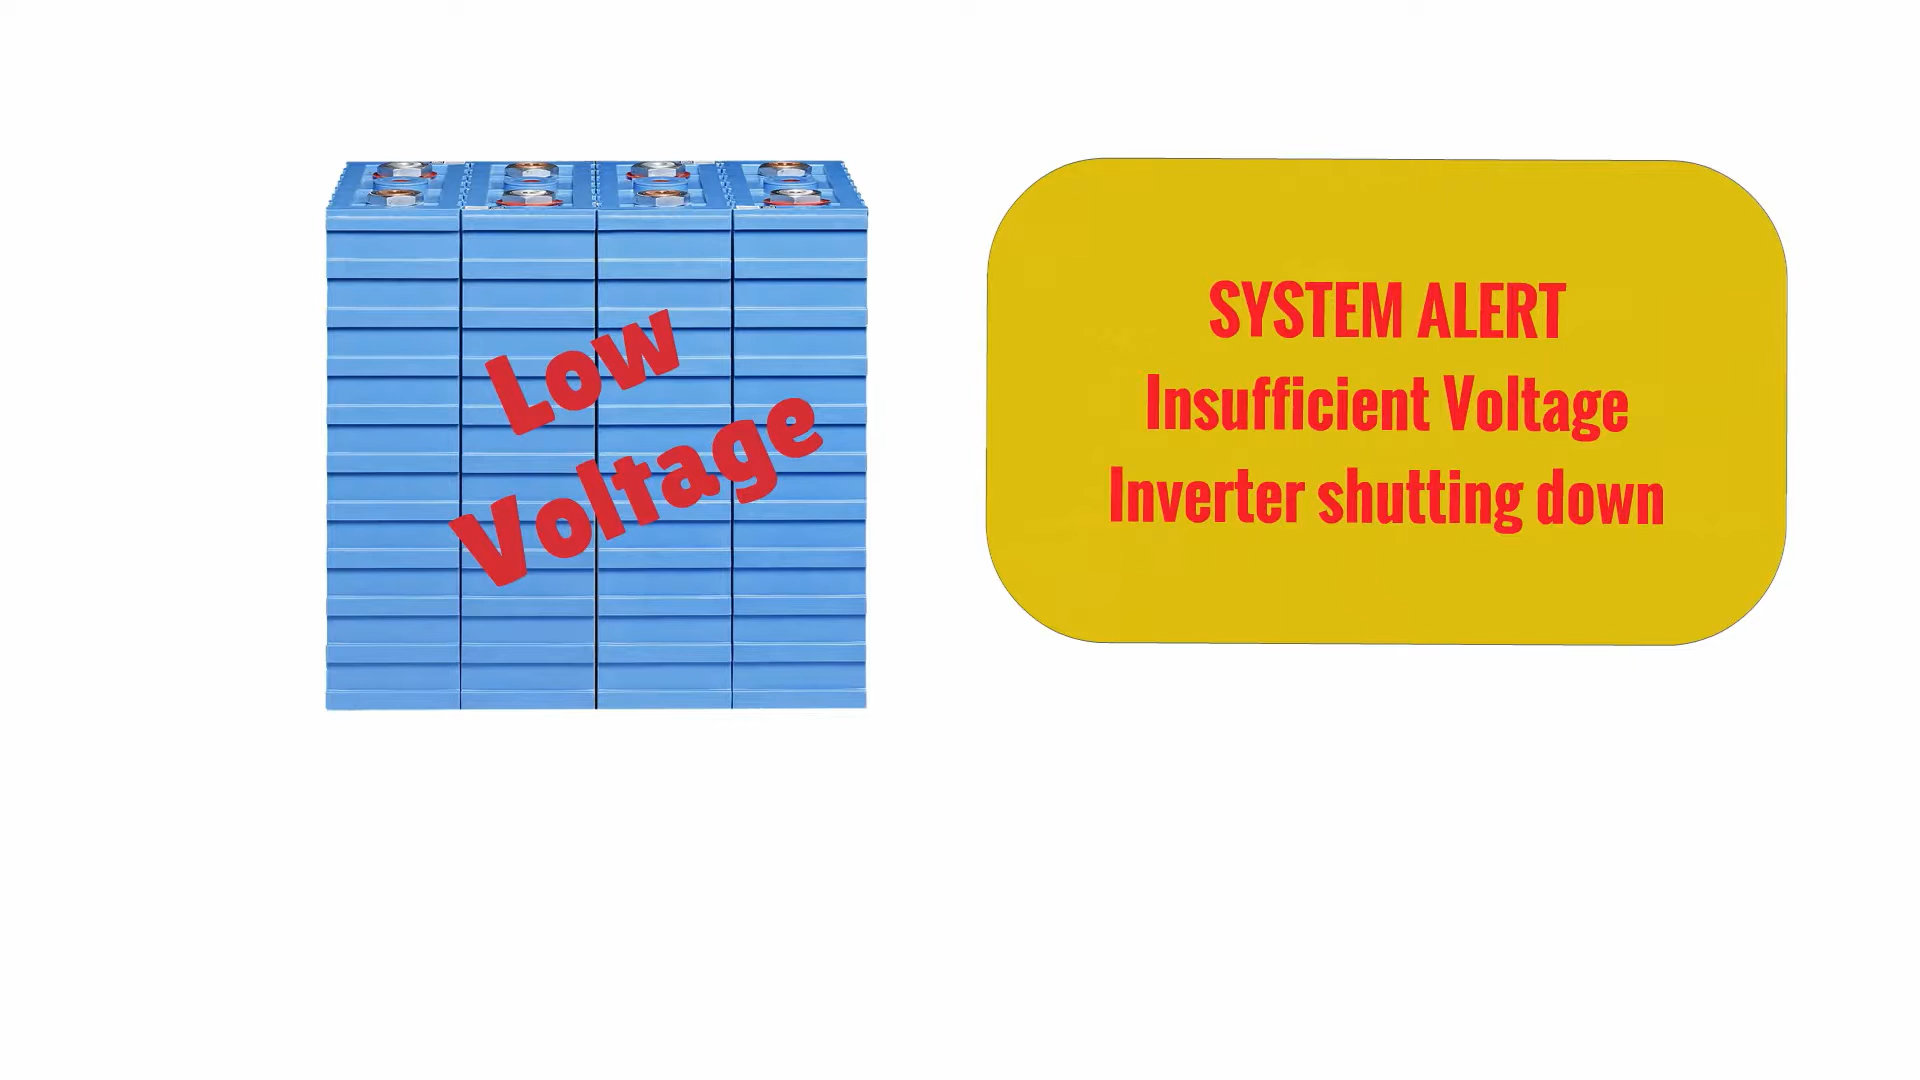 Low
Voltage
SYSTEM ALERT
Insufficient Voltage
Inverter shutting down